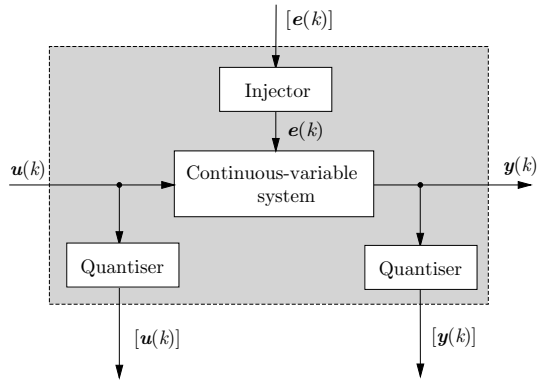 [e(k)]
Injector
e(k)
u(k)
Continuous-variable
system
y(k)
Quantiser
Quantiser
[u(k)]
[y(k)]